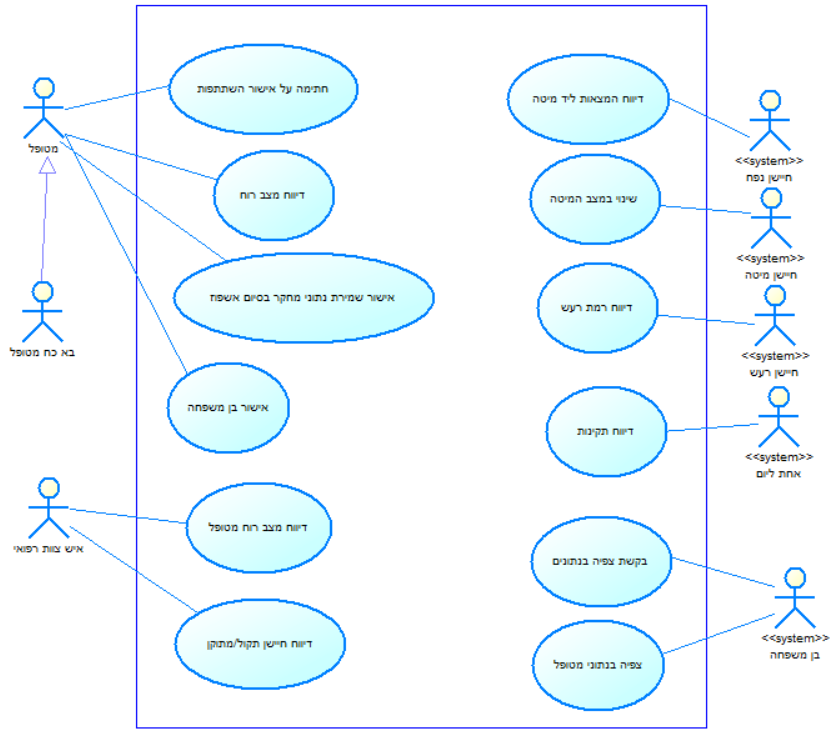 חתימה על אישור השתתפות
דיווח המצאות ליד מיטה
מטופל
<<system>>
חיישן נפח
דיווח מצב רוח
שינוי במצב המיטה
<<system>>
חיישן מיטה
אישור שמירת נתוני מחקר בסיום אשפוז
דיווח רמת רעש
בא כח מטופל
<<system>>
חיישן רעש
אישור בן משפחה
דיווח תקינות
<<system>>
אחת ליום
דיווח מצב רוח מטופל
איש צוות רפואי
בקשת צפיה בנתונים
<<system>>
בן משפחה
דיווח חיישן תקול/מתוקן
צפיה בנתוני מטופל